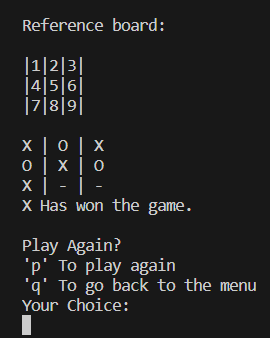 Reference board:
|1|2|3|
|4|5|6|
|7|8|9|
X | O | X
O | X | O
X | - | -
X Has won the game.
Play Again?
'p' To play again
'q' To go back to the menu
Your Choice: